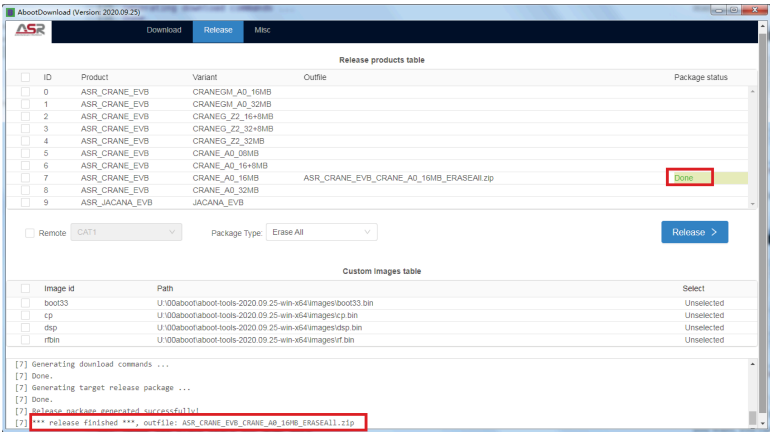 AbootDownload (Version: 2020.09.25)
ASR Download Release Misc
Release products table
ID Product Variant Outfile Package status
0 ASR_CRANE_EVB CRANEGM_A0_16MB
1 ASR_CRANE_EVB CRANEGM_A0_32MB
2 ASR_CRANE_EVB CRANEG_Z2_16+8MB
3 ASR_CRANE_EVB CRANEG_Z2_32+8MB
4 ASR_CRANE_EVB CRANEG_Z2_32MB
5 ASR_CRANE_EVB CRANE_A0_08MB
6 ASR_CRANE_EVB CRANE_A0_16+8MB
7 ASR_CRANE_EVB CRANE_A0_16MB ASR_CRANE_EVB_CRANE_A0_16MB_ERASEAll.zip Done
8 ASR_CRANE_EVB CRANE_A0_32MB
9 ASR_JACANA_EVB JACANA_EVB
Remote CAT1 Package Type: Erase All Release >
Custom Images table
Image id Path Select
boot33 U:\00aboot\aboot-tools-2020.09.25-win-x64\images\boot33.bin Unselected
cp U:\00aboot\aboot-tools-2020.09.25-win-x64\images\cp.bin Unselected
dsp U:\00aboot\aboot-tools-2020.09.25-win-x64\images\dsp.bin Unselected
rfbin U:\00aboot\aboot-tools-2020.09.25-win-x64\images\rf.bin Unselected
[7] Generating download commands ...
[7] Done.
[7] Generating target release package ...
[7] Done.
[7] Release package generated successfully!
[7] *** release finished ***, outfile: ASR_CRANE_EVB_CRANE_A0_16MB_ERASEAll.zip